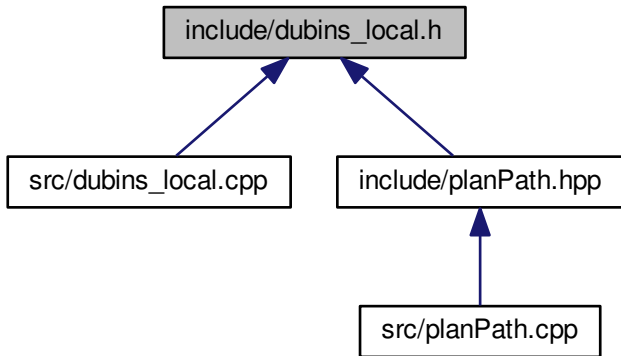 include/dubins_local.h
src/dubins_local.cpp
include/planPath.hpp
src/planPath.cpp